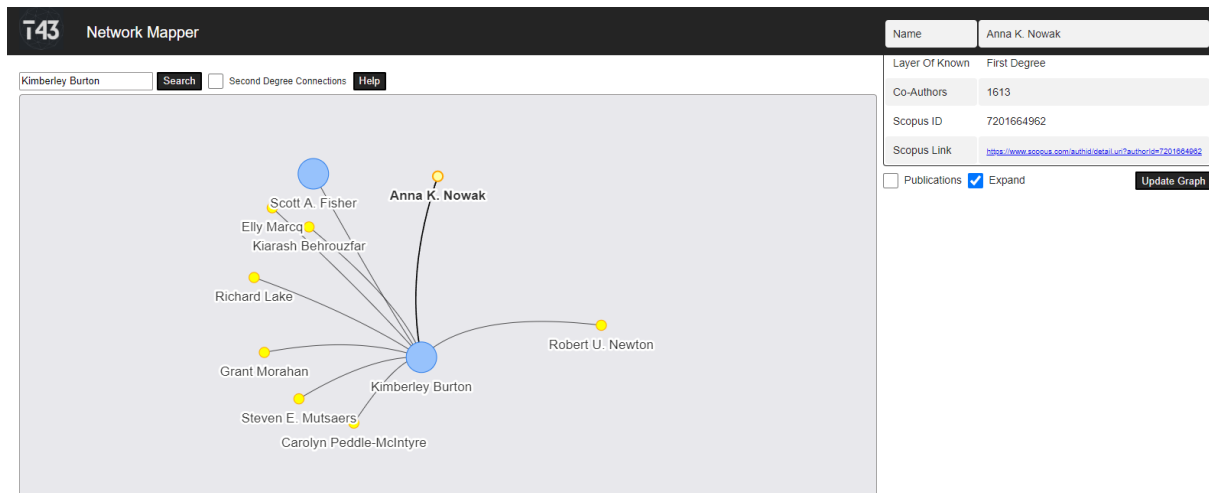 T43 Network Mapper
Name Anna K. Nowak
Layer Of Known First Degree
Co-Authors 1613
Scopus ID 7201664962
Scopus Link https://www.scopus.com/authid/detail.uri?authorId=7201664962
Publications Expand Update Graph
Kimberley Burton Search Second Degree Connections Help
Scott A. Fisher
Anna K. Nowak
Elly Marcq
Kiarash Behrouzfar
Richard Lake
Robert U. Newton
Grant Morahan
Kimberley Burton
Steven E. Mutsaers
Carolyn Peddle-McIntyre